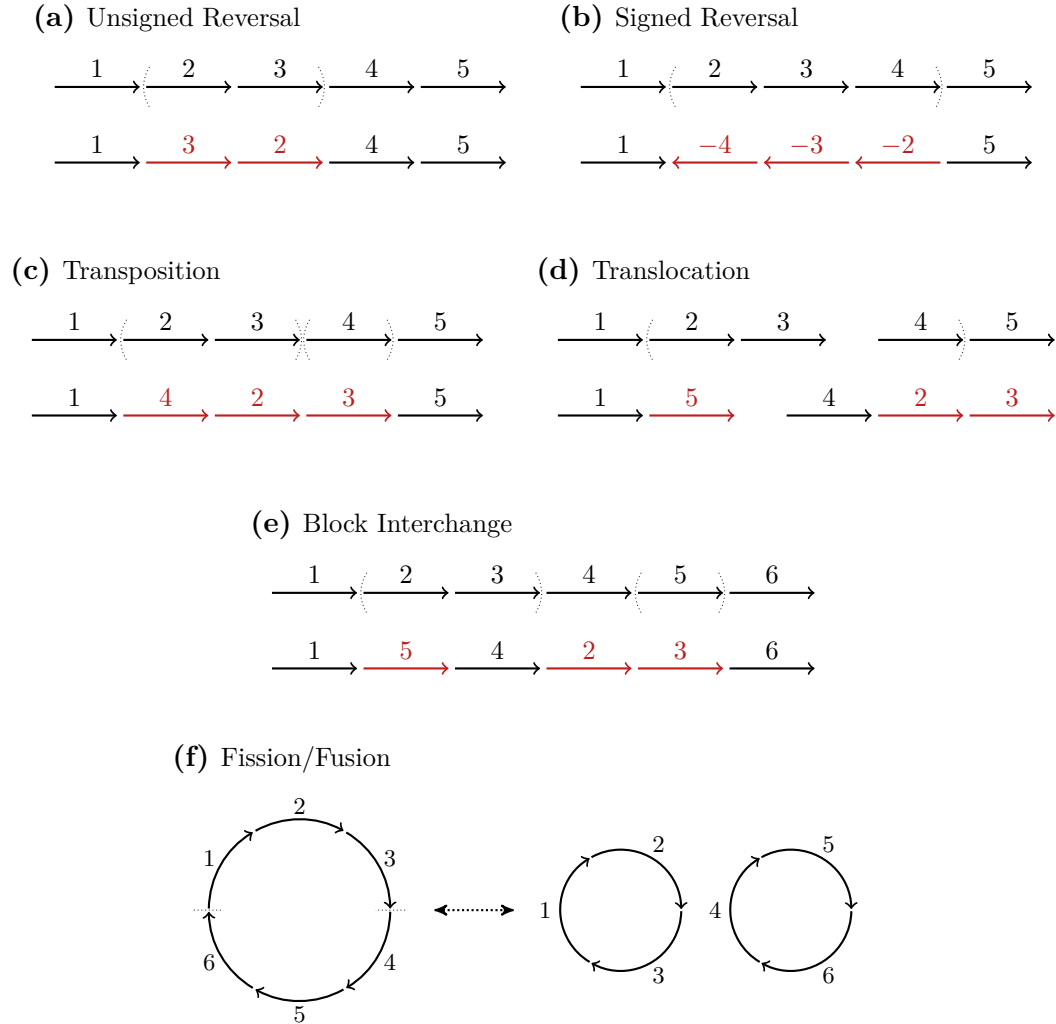 (a) Unsigned Reversal
1 2 3 4 5
1 3 2 4 5
(b) Signed Reversal
1 2 3 4 5
1 −4 −3 −2 5
(c) Transposition
1 2 3 4 5
1 4 2 3 5
(d) Translocation
1 2 3 4 5
1 5 4 2 3
(e) Block Interchange
1 2 3 4 5 6
1 5 4 2 3 6
(f) Fission/Fusion
1 2 3 4 5 6
1 2 3
4 5 6